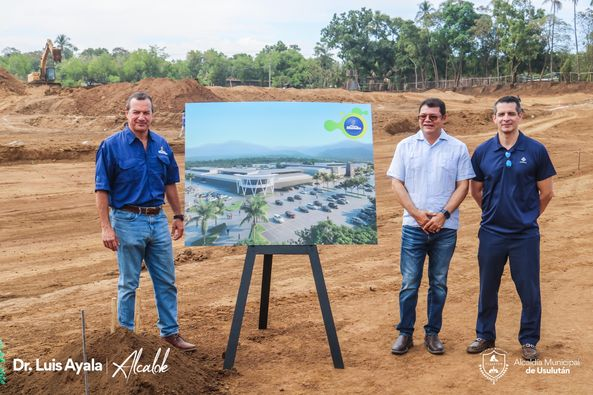 Dr. Luis Ayala | Alcalde
Alcaldía Municipal
de Usulután